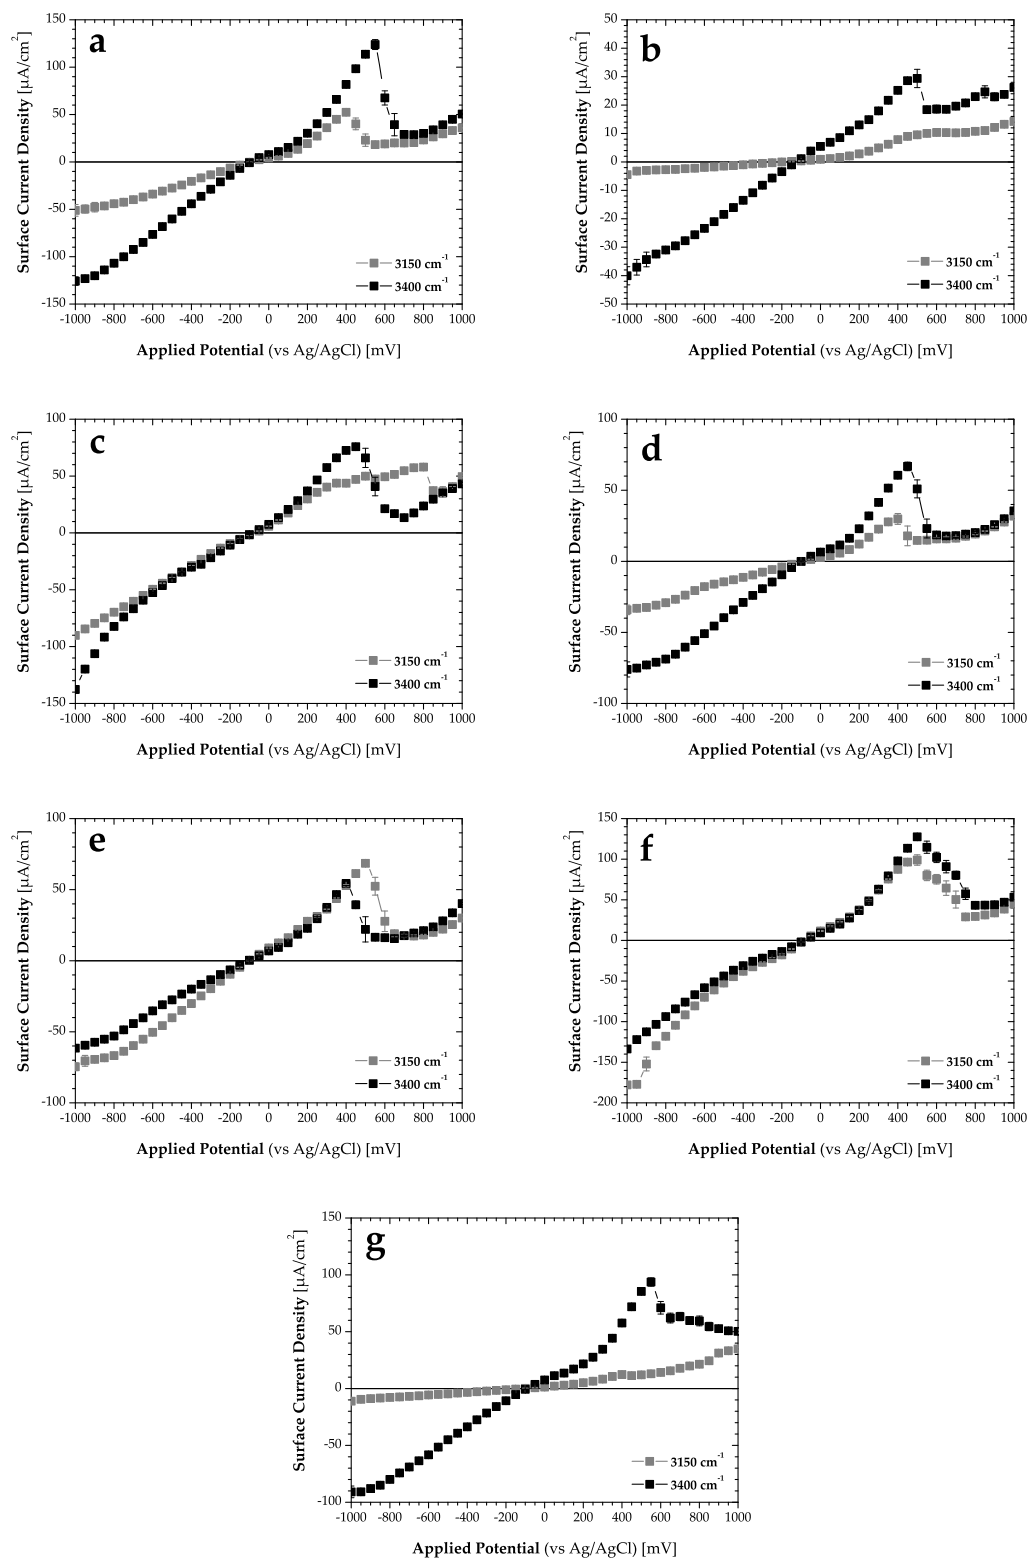 a
Surface Current Density [µA/cm²]
150
100
50
0
-50
-100
-150
3150 cm⁻¹
3400 cm⁻¹
-1000 -800 -600 -400 -200 0 200 400 600 800 1000
Applied Potential (vs Ag/AgCl) [mV]
b
Surface Current Density [µA/cm²]
50
40
30
20
10
0
-10
-20
-30
-40
-50
3150 cm⁻¹
3400 cm⁻¹
-1000 -800 -600 -400 -200 0 200 400 600 800 1000
Applied Potential (vs Ag/AgCl) [mV]
c
Surface Current Density [µA/cm²]
100
50
0
-50
-100
-150
3150 cm⁻¹
3400 cm⁻¹
-1000 -800 -600 -400 -200 0 200 400 600 800 1000
Applied Potential (vs Ag/AgCl) [mV]
d
Surface Current Density [µA/cm²]
100
50
0
-50
-100
3150 cm⁻¹
3400 cm⁻¹
-1000 -800 -600 -400 -200 0 200 400 600 800 1000
Applied Potential (vs Ag/AgCl) [mV]
e
Surface Current Density [µA/cm²]
100
50
0
-50
-100
3150 cm⁻¹
3400 cm⁻¹
-1000 -800 -600 -400 -200 0 200 400 600 800 1000
Applied Potential (vs Ag/AgCl) [mV]
f
Surface Current Density [µA/cm²]
150
100
50
0
-50
-100
-150
-200
3150 cm⁻¹
3400 cm⁻¹
-1000 -800 -600 -400 -200 0 200 400 600 800 1000
Applied Potential (vs Ag/AgCl) [mV]
g
Surface Current Density [µA/cm²]
150
100
50
0
-50
-100
3150 cm⁻¹
3400 cm⁻¹
-1000 -800 -600 -400 -200 0 200 400 600 800 1000
Applied Potential (vs Ag/AgCl) [mV]